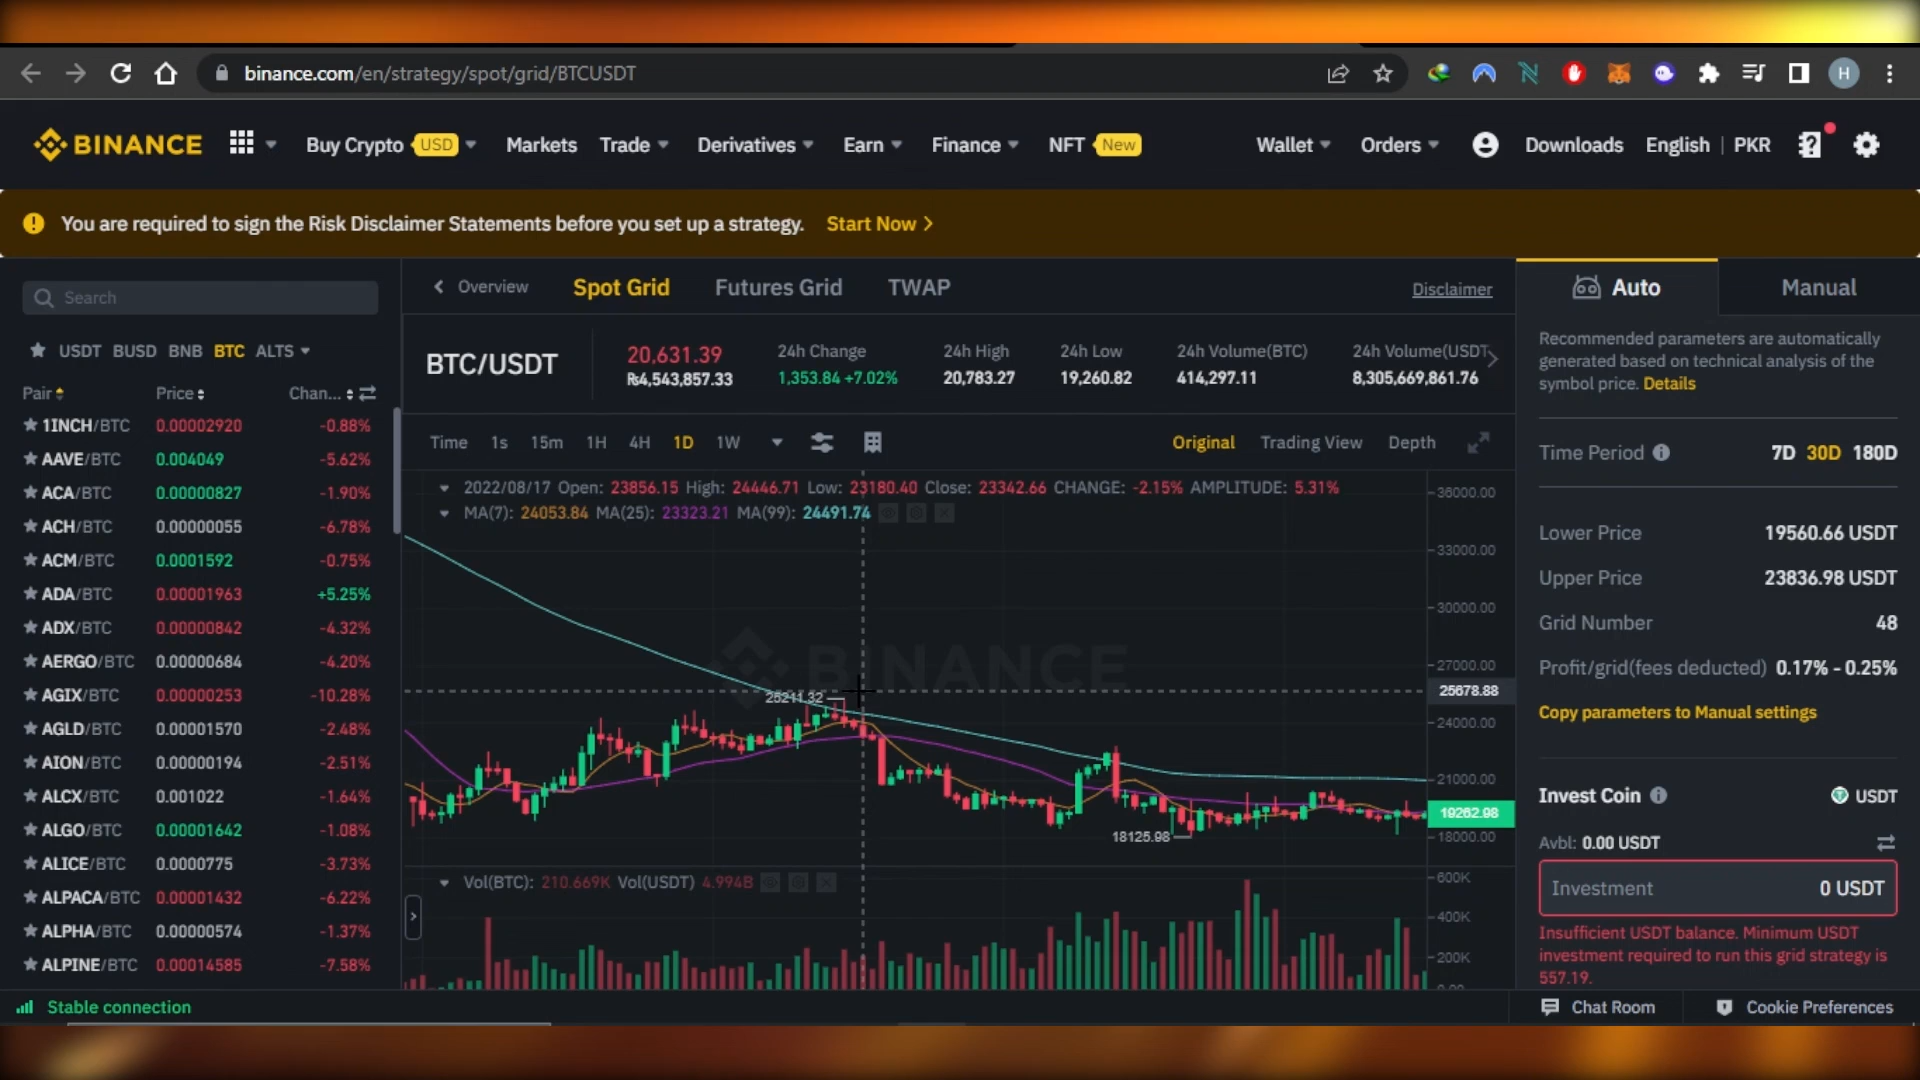 binance.com/en/strategy/spot/grid/BTCUSDT
H
BINANCE Buy Crypto USD Markets Trade Derivatives Earn Finance NFT New Wallet Orders Downloads English | PKR
You are required to sign the Risk Disclaimer Statements before you set up a strategy. Start Now >
Search
USDT BUSD BNB BTC ALTS
Pair Price Chan...
1INCH/BTC 0.00002920 -0.88%
AAVE/BTC 0.004049 -5.62%
ACA/BTC 0.00000827 -1.90%
ACH/BTC 0.00000055 -6.78%
ACM/BTC 0.0001592 -0.75%
ADA/BTC 0.00001963 +5.25%
ADX/BTC 0.00000842 -4.32%
AERGO/BTC 0.00000684 -4.20%
AGIX/BTC 0.00000253 -10.28%
AGLD/BTC 0.00001570 -2.48%
AION/BTC 0.00000194 -2.51%
ALCX/BTC 0.001022 -1.64%
ALGO/BTC 0.00001642 -1.08%
ALICE/BTC 0.0000775 -3.73%
ALPACA/BTC 0.00001432 -6.22%
ALPHA/BTC 0.00000574 -1.37%
ALPINE/BTC 0.00014585 -7.58%
Overview Spot Grid Futures Grid TWAP Disclaimer
BTC/USDT
20,631.39
₨4,543,857.33
24h Change
1,353.84 +7.02%
24h High
20,783.27
24h Low
19,260.82
24h Volume(BTC)
414,297.11
24h Volume(USDT
8,305,669,861.76
Time 1s 15m 1H 4H 1D 1W Original Trading View Depth
2022/08/17 Open: 23856.15 High: 24446.71 Low: 23180.40 Close: 23342.66 CHANGE: -2.15% AMPLITUDE: 5.31%
MA(7): 24053.84 MA(25): 23323.21 MA(99): 24491.74
BINANCE
25211.32
18125.98
36000.00
33000.00
30000.00
27000.00
25678.88
24000.00
21000.00
19262.98
18000.00
Vol(BTC): 210.669K Vol(USDT) 4.994B
600K
400K
200K
0.00
Auto Manual
Recommended parameters are automatically
generated based on technical analysis of the
symbol price. Details
Time Period 7D 30D 180D
Lower Price 19560.66 USDT
Upper Price 23836.98 USDT
Grid Number 48
Profit/grid(fees deducted) 0.17% - 0.25%
Copy parameters to Manual settings
Invest Coin USDT
Avbl: 0.00 USDT
Investment 0 USDT
Insufficient USDT balance. Minimum USDT
investment required to run this grid strategy is
557.19.
Stable connection Chat Room Cookie Preferences